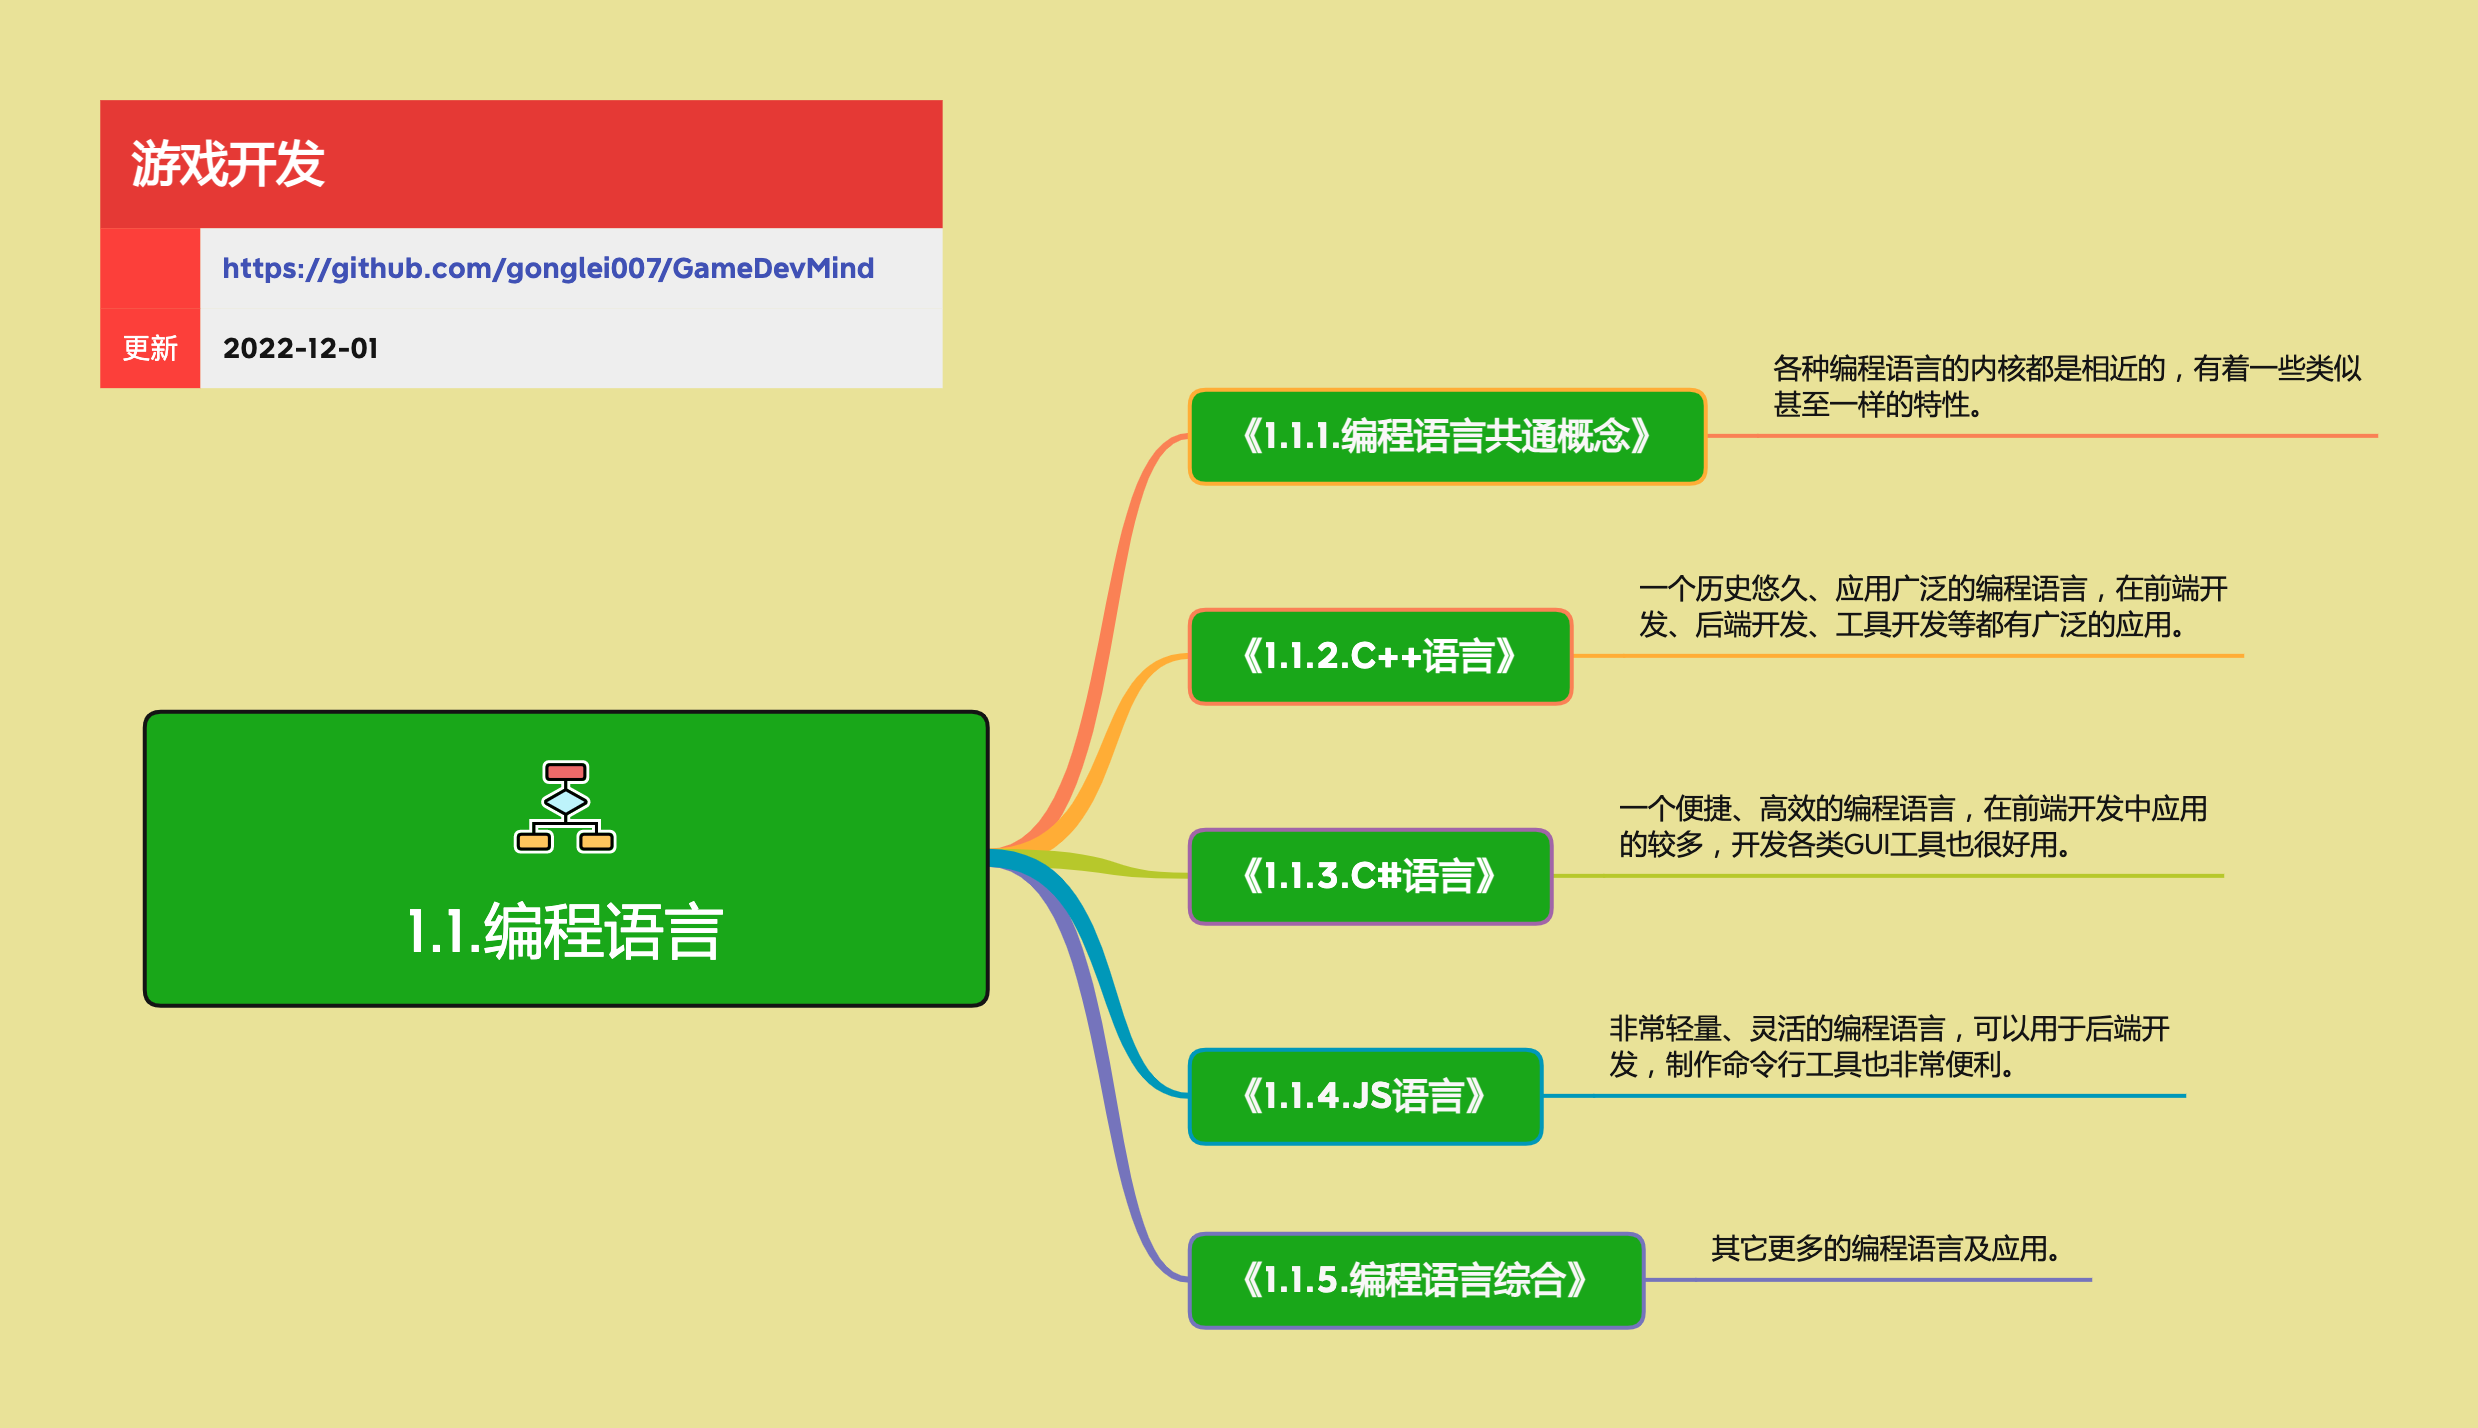 游戏开发
https://github.com/gonglei007/GameDevMind
更新 2022-12-01
1.1.编程语言
《1.1.1.编程语言共通概念》
各种编程语言的内核都是相近的，有着一些类似
甚至一样的特性。
《1.1.2.C++语言》
一个历史悠久、应用广泛的编程语言，在前端开
发、后端开发、工具开发等都有广泛的应用。
《1.1.3.C#语言》
一个便捷、高效的编程语言，在前端开发中应用
的较多，开发各类GUI工具也很好用。
《1.1.4.JS语言》
非常轻量、灵活的编程语言，可以用于后端开
发，制作命令行工具也非常便利。
《1.1.5.编程语言综合》
其它更多的编程语言及应用。